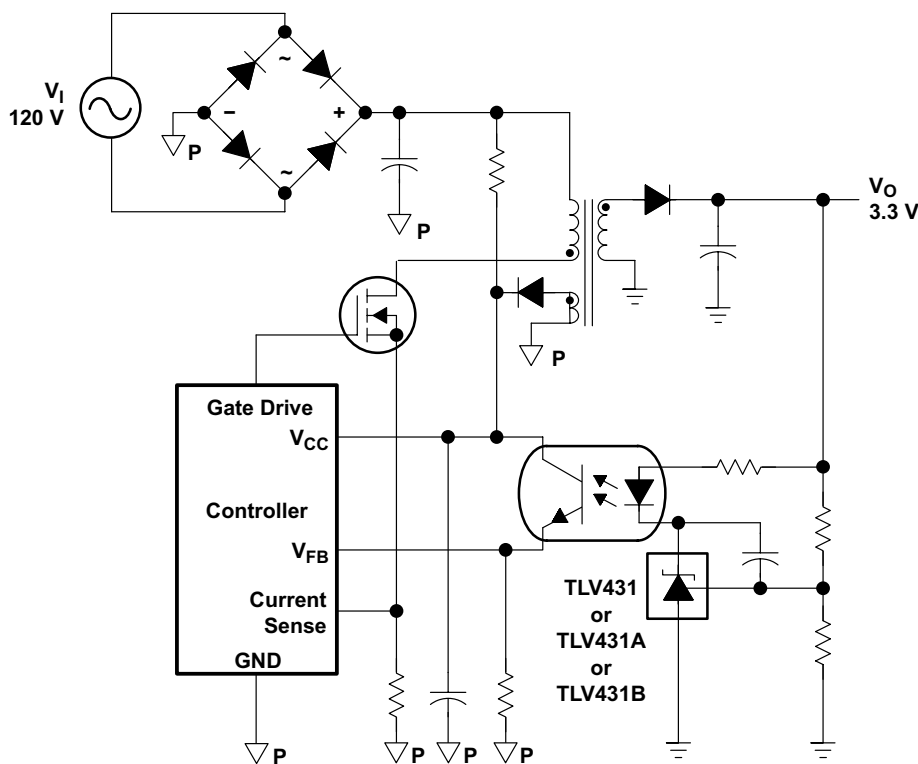 V_I
120 V
~
–
+
~
P
P
V_O
3.3 V
P
Gate Drive
V_CC
Controller
V_FB
Current
Sense
GND
TLV431
or
TLV431A
or
TLV431B
P
P
P
P